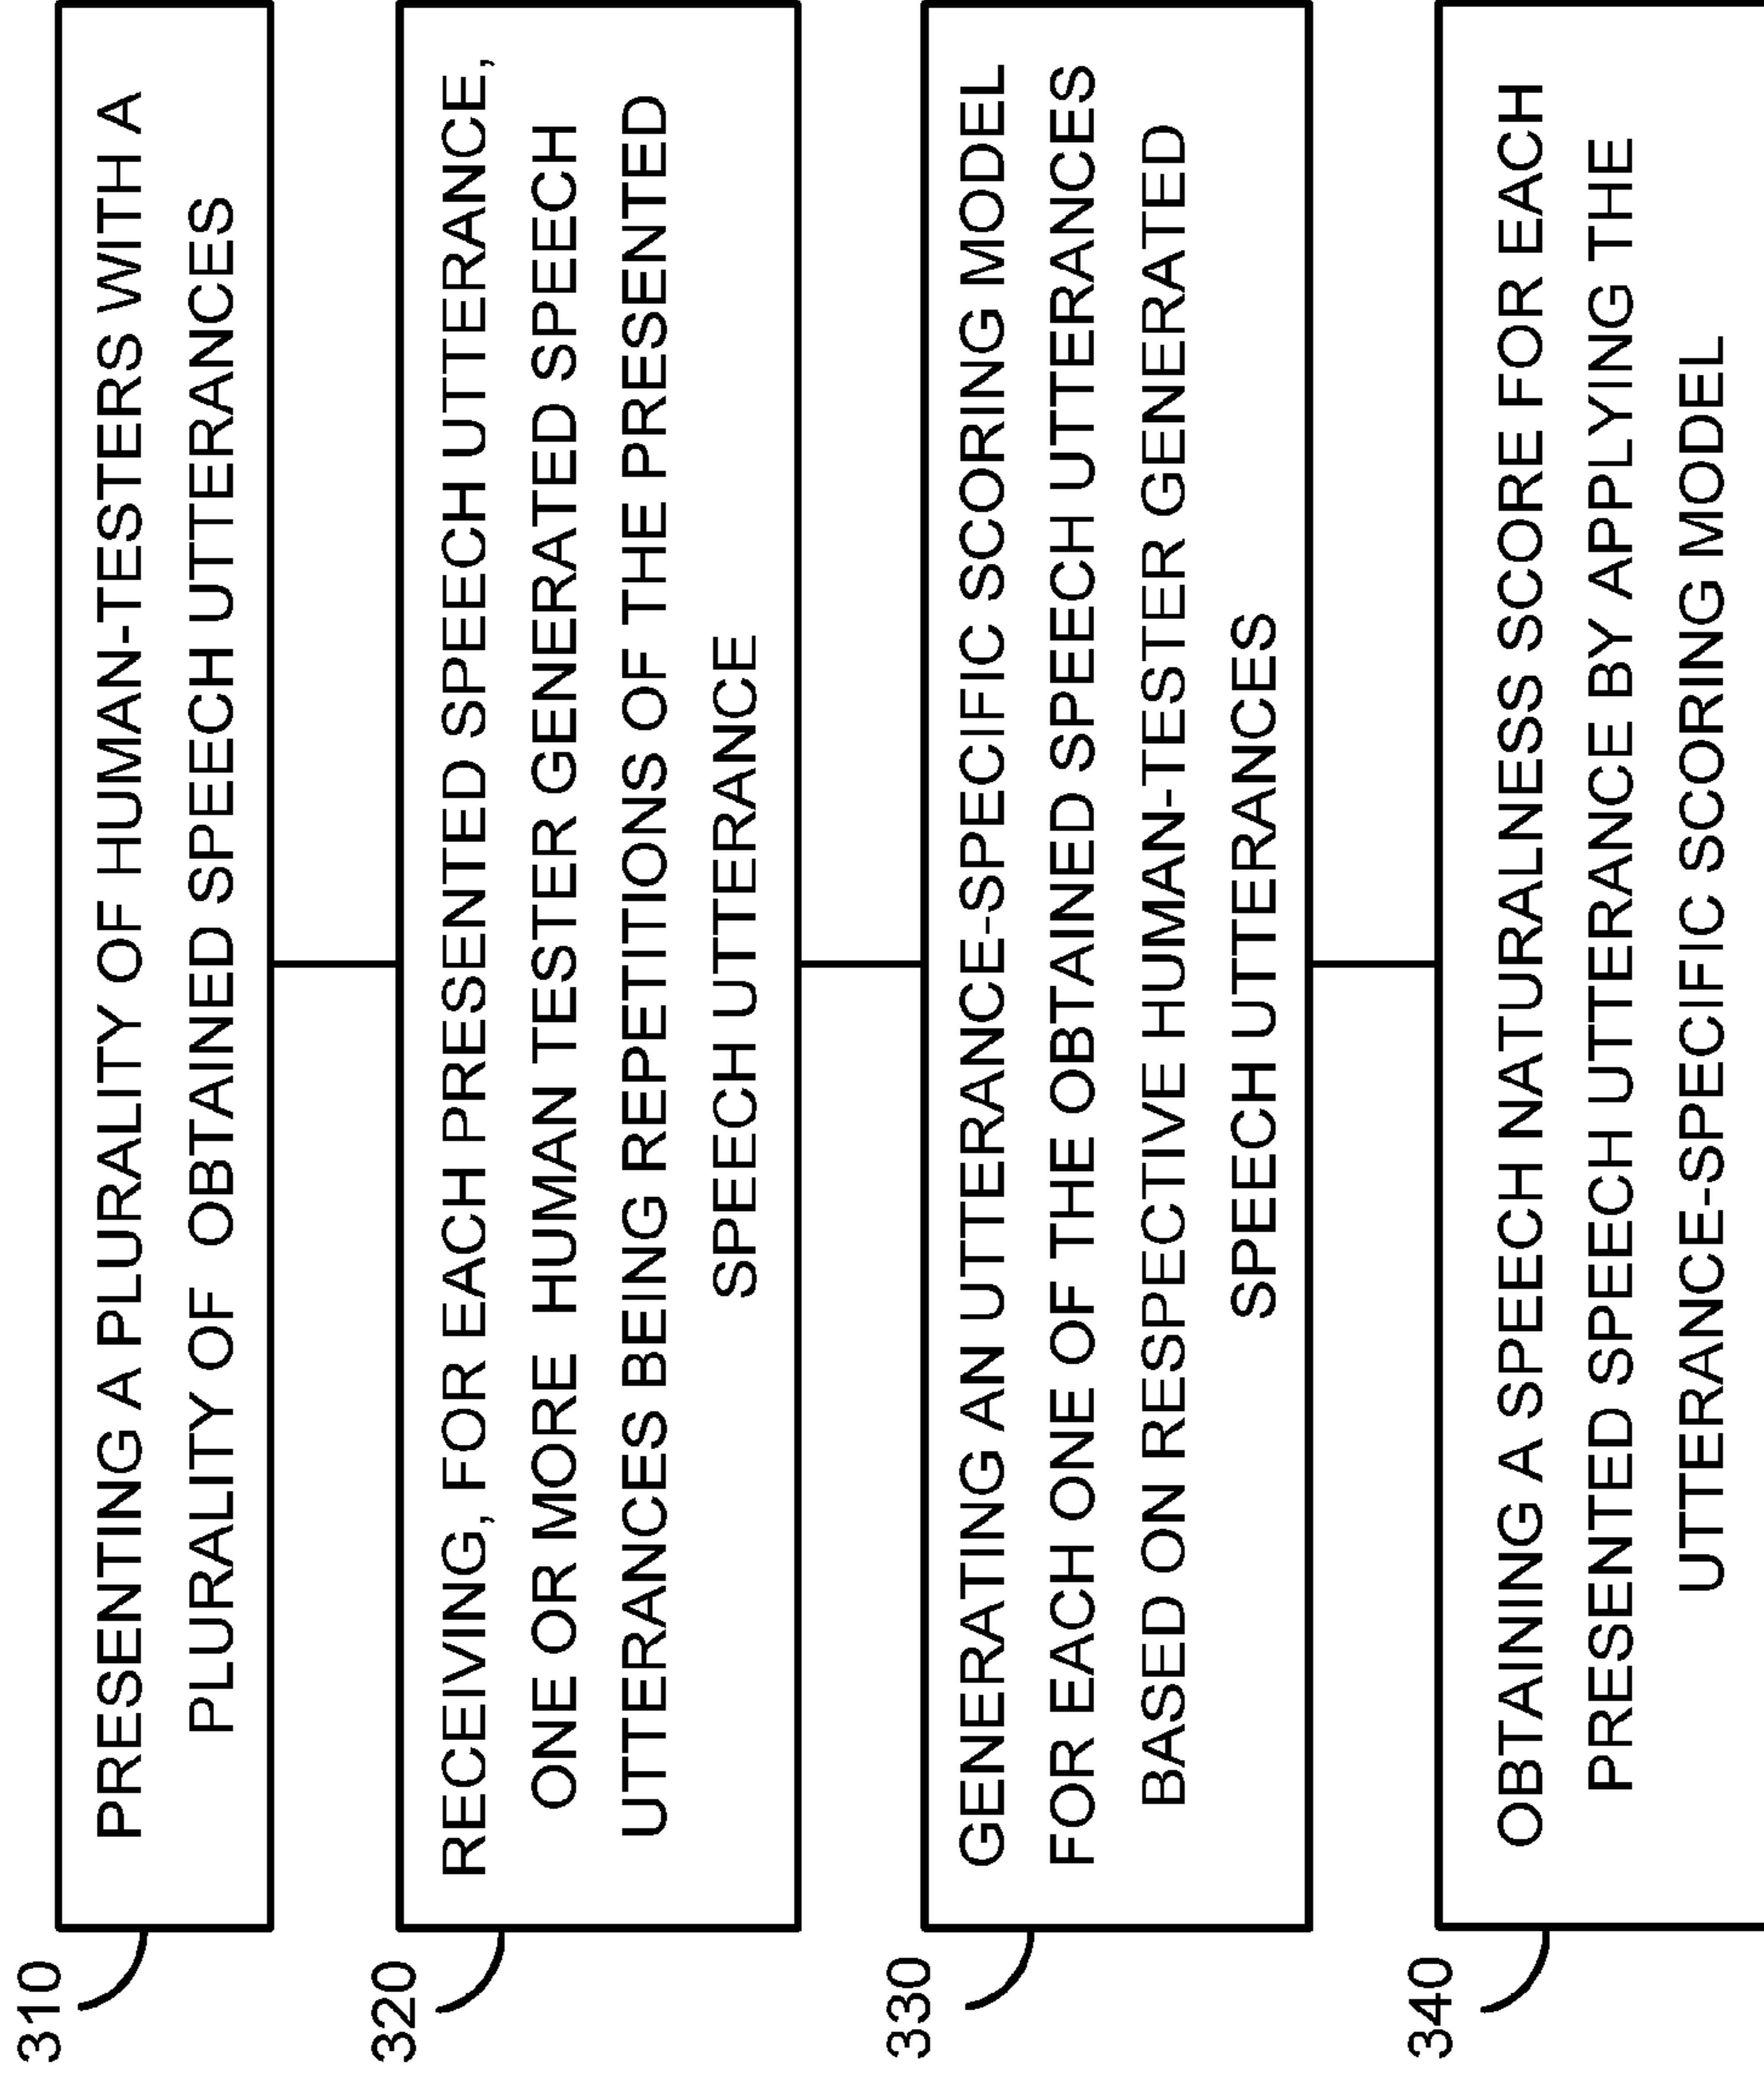 310
PRESENTING A PLURALITY OF HUMAN-TESTERS WITH A
PLURALITY OF OBTAINED SPEECH UTTERANCES
320
RECEIVING, FOR EACH PRESENTED SPEECH UTTERANCE,
ONE OR MORE HUMAN TESTER GENERATED SPEECH
UTTERANCES BEING REPETITIONS OF THE PRESENTED
SPEECH UTTERANCE
330
GENERATING AN UTTERANCE-SPECIFIC SCORING MODEL
FOR EACH ONE OF THE OBTAINED SPEECH UTTERANCES
BASED ON RESPECTIVE HUMAN-TESTER GENERATED
SPEECH UTTERANCES
340
OBTAINING A SPEECH NATURALNESS SCORE FOR EACH
PRESENTED SPEECH UTTERANCE BY APPLYING THE
UTTERANCE-SPECIFIC SCORING MODEL